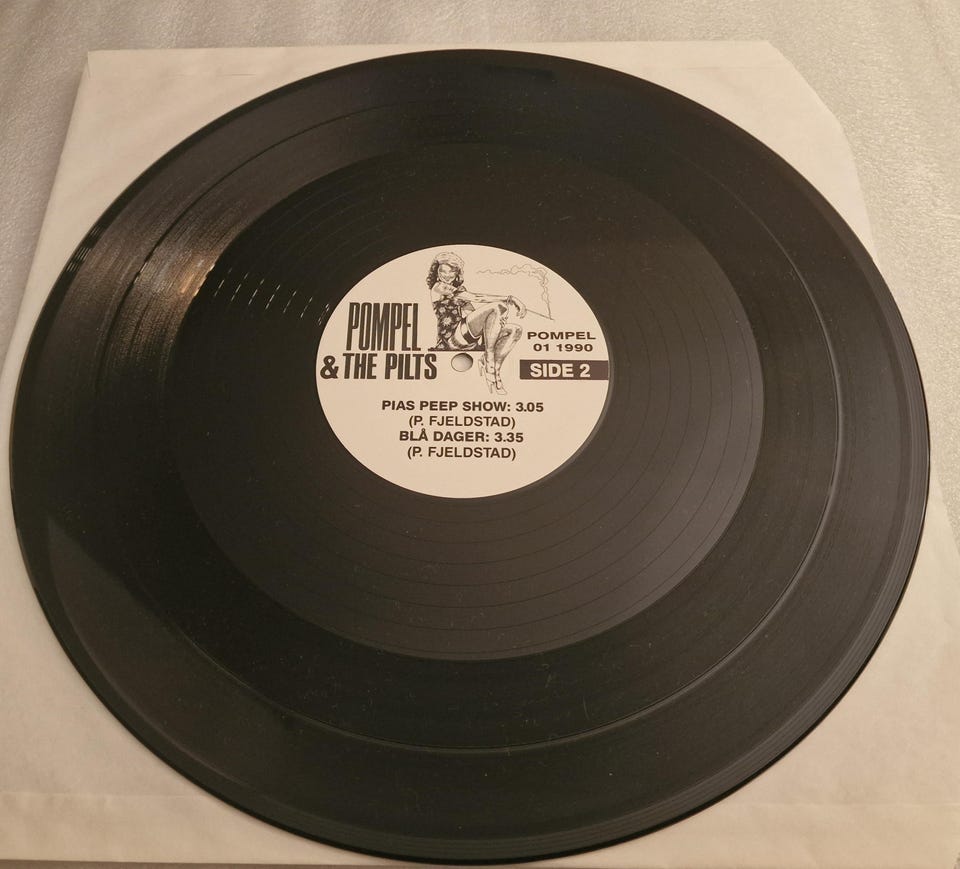 POMPEL
& THE PILTS
POMPEL
01 1990
SIDE 2
PIAS PEEP SHOW: 3.05
(P. FJELDSTAD)
BLÅ DAGER: 3.35
(P. FJELDSTAD)